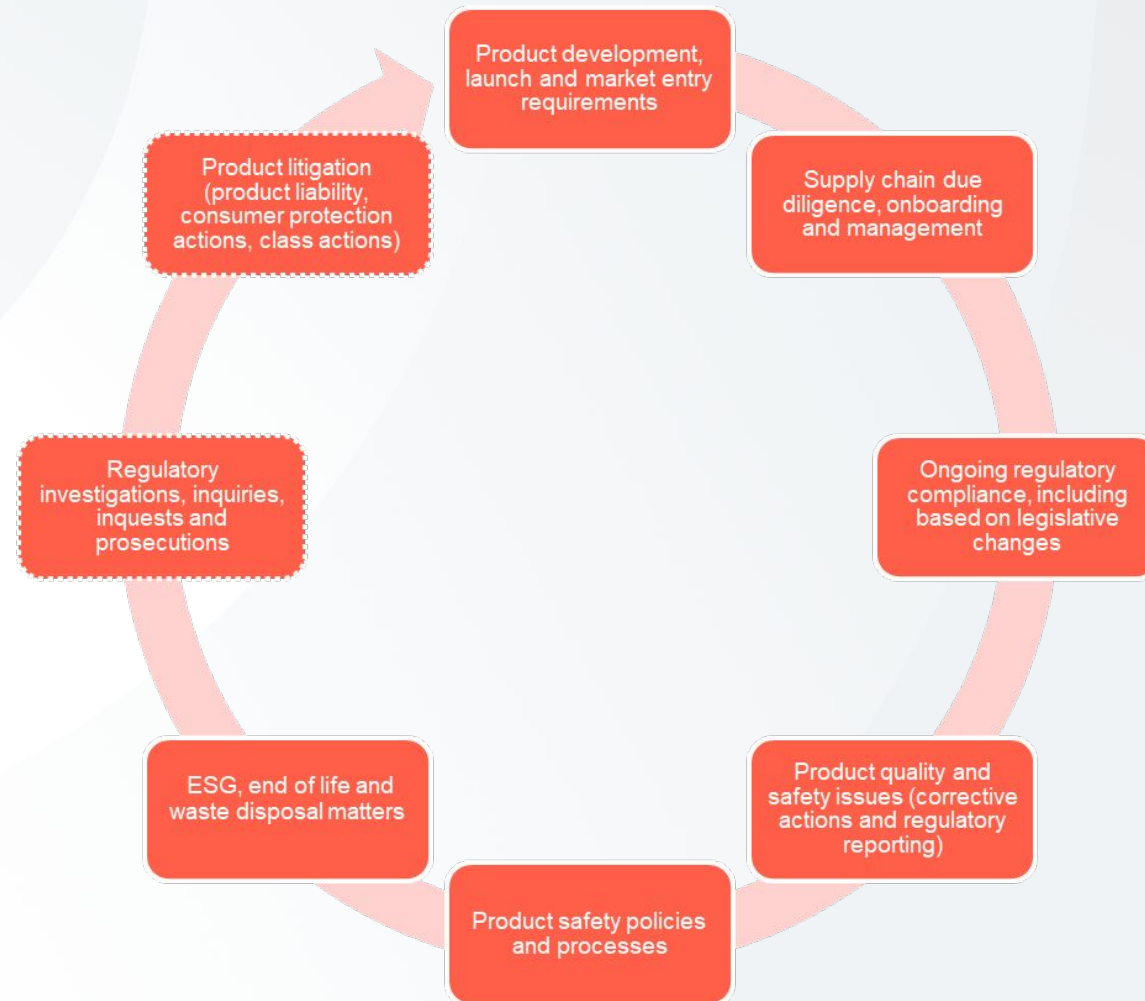 Product development,
launch and market entry
requirements
Supply chain due
diligence, onboarding
and management
Ongoing regulatory
compliance, including
based on legislative
changes
Product quality and
safety issues (corrective
actions and regulatory
reporting)
Product safety policies
and processes
ESG, end of life and
waste disposal matters
Regulatory
investigations, inquiries,
inquests and
prosecutions
Product litigation
(product liability,
consumer protection
actions, class actions)